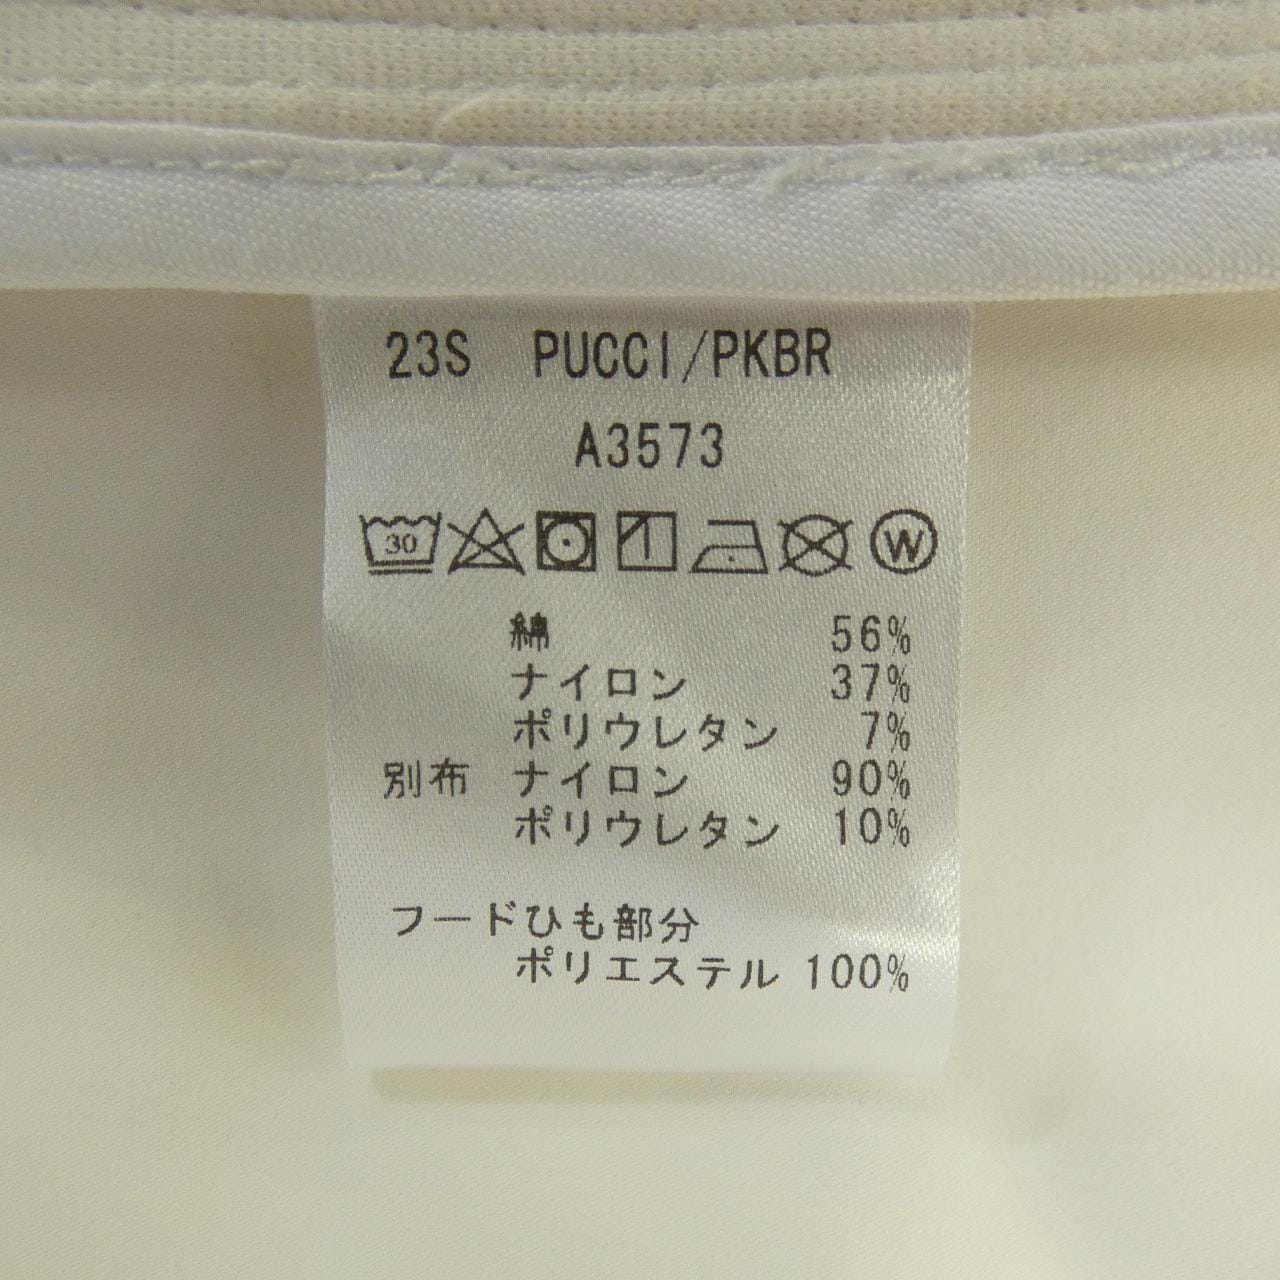 23S PUCCI/PKBR
A3573
30 W
綿 56%
ナイロン 37%
ポリウレタン 7%
別布 ナイロン 90%
ポリウレタン 10%
フードひも部分
ポリエステル 100%